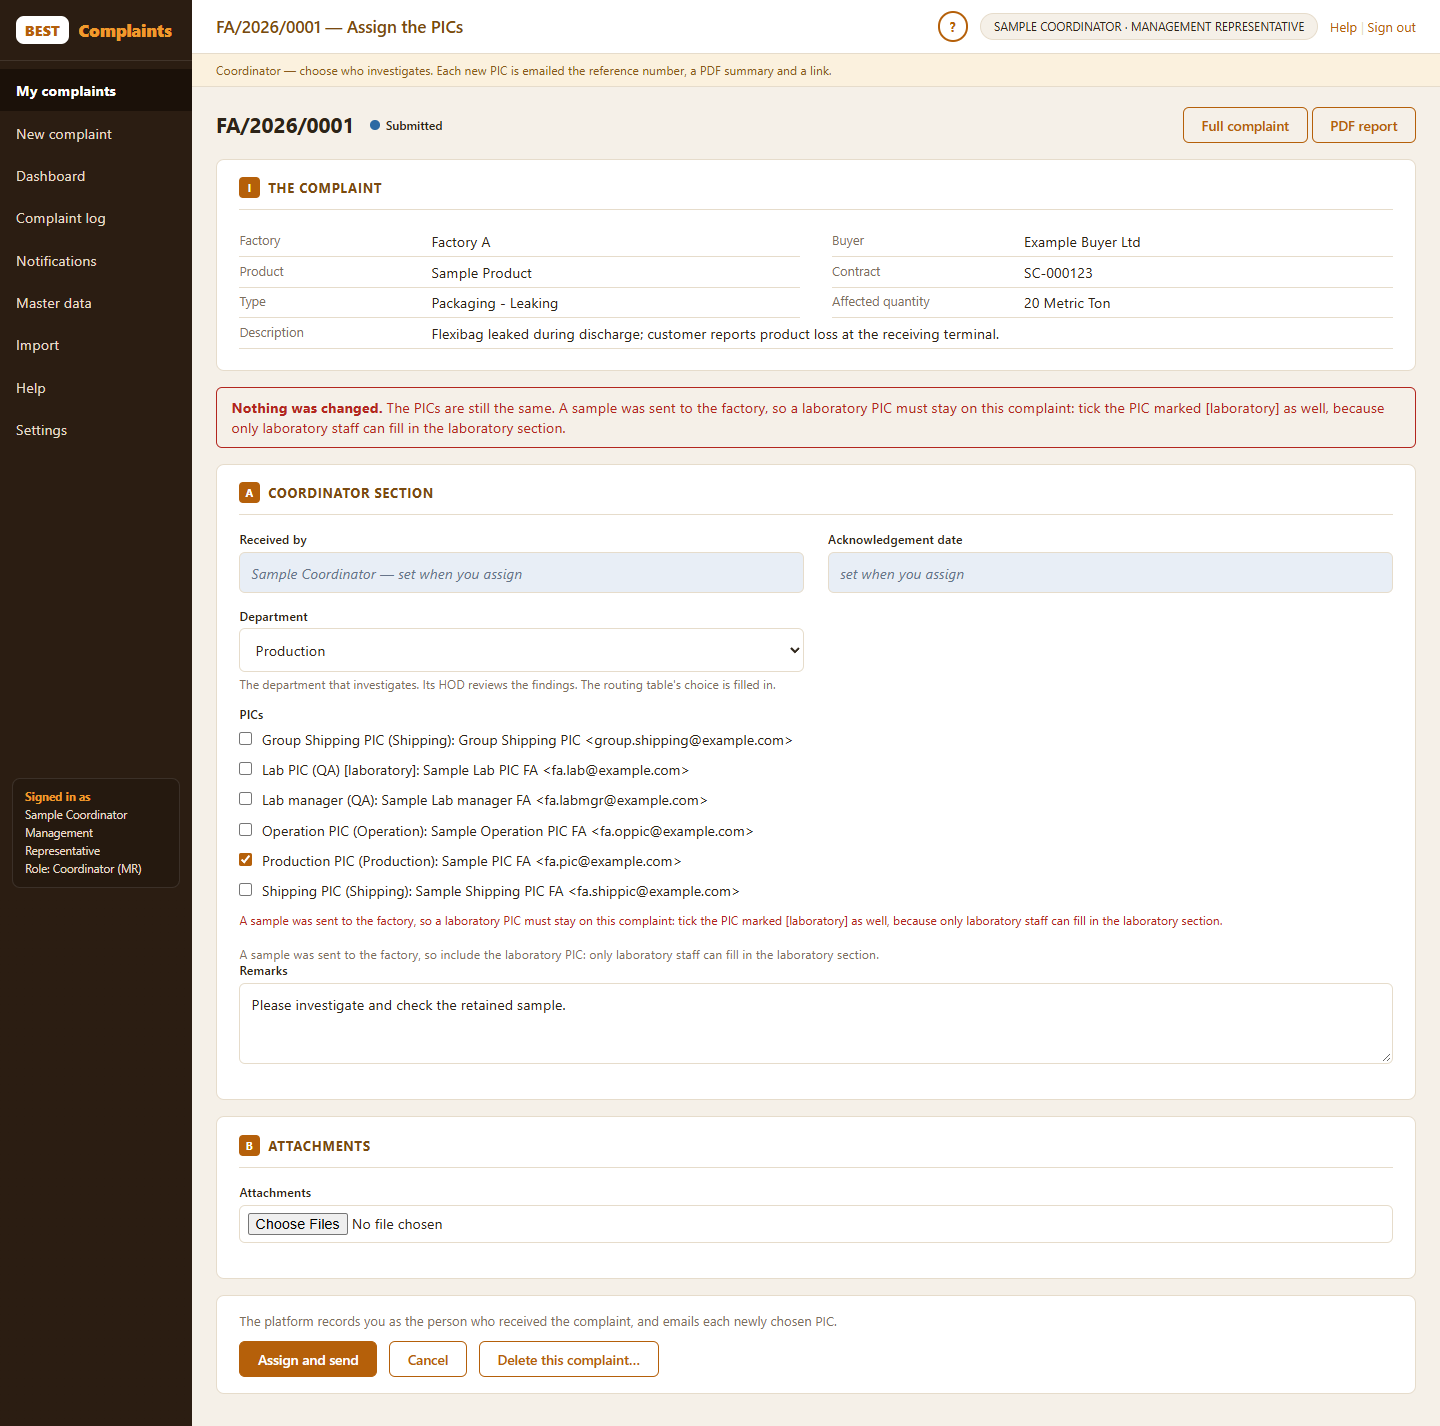 BEST Complaints
My complaints
New complaint
Dashboard
Complaint log
Notifications
Master data
Import
Help
Settings
Signed in as
Sample Coordinator
Management
Representative
Role: Coordinator (MR)
FA/2026/0001 — Assign the PICs
?
SAMPLE COORDINATOR · MANAGEMENT REPRESENTATIVE
Help | Sign out
Coordinator — choose who investigates. Each new PIC is emailed the reference number, a PDF summary and a link.
FA/2026/0001 Submitted
Full complaint
PDF report
I THE COMPLAINT
Factory Factory A
Buyer Example Buyer Ltd
Product Sample Product
Contract SC-000123
Type Packaging - Leaking
Affected quantity 20 Metric Ton
Description Flexibag leaked during discharge; customer reports product loss at the receiving terminal.
Nothing was changed. The PICs are still the same. A sample was sent to the factory, so a laboratory PIC must stay on this complaint: tick the PIC marked [laboratory] as well, because
only laboratory staff can fill in the laboratory section.
A COORDINATOR SECTION
Received by
Sample Coordinator — set when you assign
Acknowledgement date
set when you assign
Department
Production
The department that investigates. Its HOD reviews the findings. The routing table's choice is filled in.
PICs
Group Shipping PIC (Shipping): Group Shipping PIC <group.shipping@example.com>
Lab PIC (QA) [laboratory]: Sample Lab PIC FA <fa.lab@example.com>
Lab manager (QA): Sample Lab manager FA <fa.labmgr@example.com>
Operation PIC (Operation): Sample Operation PIC FA <fa.oppic@example.com>
Production PIC (Production): Sample PIC FA <fa.pic@example.com>
Shipping PIC (Shipping): Sample Shipping PIC FA <fa.shippic@example.com>
A sample was sent to the factory, so a laboratory PIC must stay on this complaint: tick the PIC marked [laboratory] as well, because only laboratory staff can fill in the laboratory section.
A sample was sent to the factory, so include the laboratory PIC: only laboratory staff can fill in the laboratory section.
Remarks
Please investigate and check the retained sample.
B ATTACHMENTS
Attachments
Choose Files No file chosen
The platform records you as the person who received the complaint, and emails each newly chosen PIC.
Assign and send
Cancel
Delete this complaint...